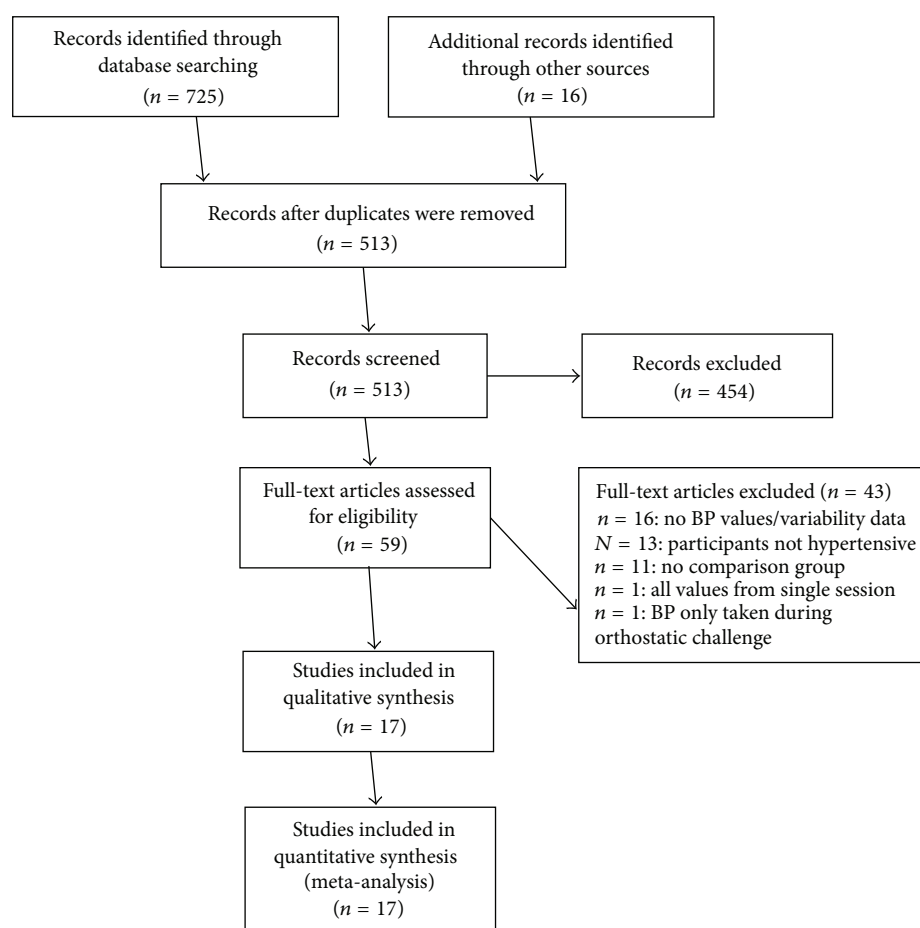 Records identified through
database searching
(n = 725)
Additional records identified
through other sources
(n = 16)
Records after duplicates were removed
(n = 513)
Records screened
(n = 513)
Records excluded
(n = 454)
Full-text articles assessed
for eligibility
(n = 59)
Full-text articles excluded (n = 43)
n = 16: no BP values/variability data
N = 13: participants not hypertensive
n = 11: no comparison group
n = 1: all values from single session
n = 1: BP only taken during
orthostatic challenge
Studies included in
qualitative synthesis
(n = 17)
Studies included in
quantitative synthesis
(meta-analysis)
(n = 17)